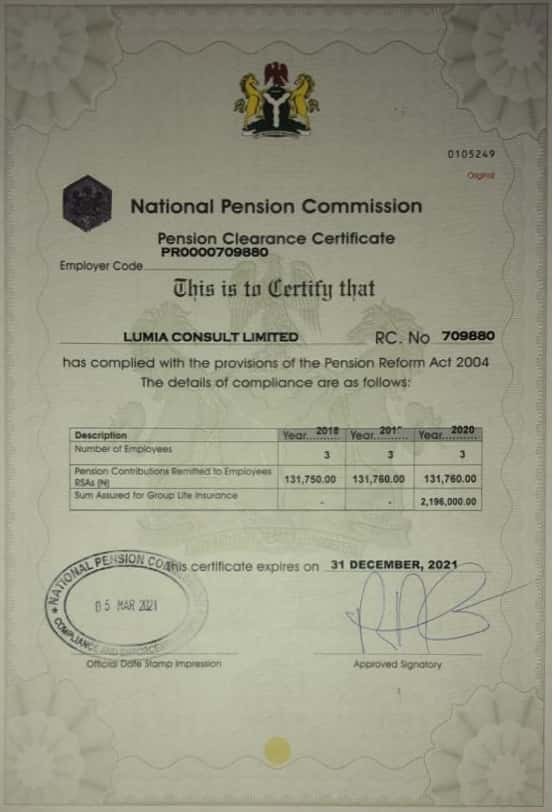 0105249
Original
National Pension Commission
Pension Clearance Certificate
PR0000709880
Employer Code
This is to Certify that
LUMIA CONSULT LIMITED RC. No 709880
has complied with the provisions of the Pension Reform Act 2004
The details of compliance are as follows:
Description Year 2018 Year Year 2020
Number of Employees 3 3 3
Pension Contributions Remitted to Employees
RSAs (₦) 131,750.00 131,760.00 131,760.00
Sum Assured for Group Life Insurance - - 2,196,000.00
This certificate expires on 31 DECEMBER, 2021
NATIONAL PENSION
05 MAR 2021
COMPLIANCE AND
Official Date Stamp Impression Approved Signatory